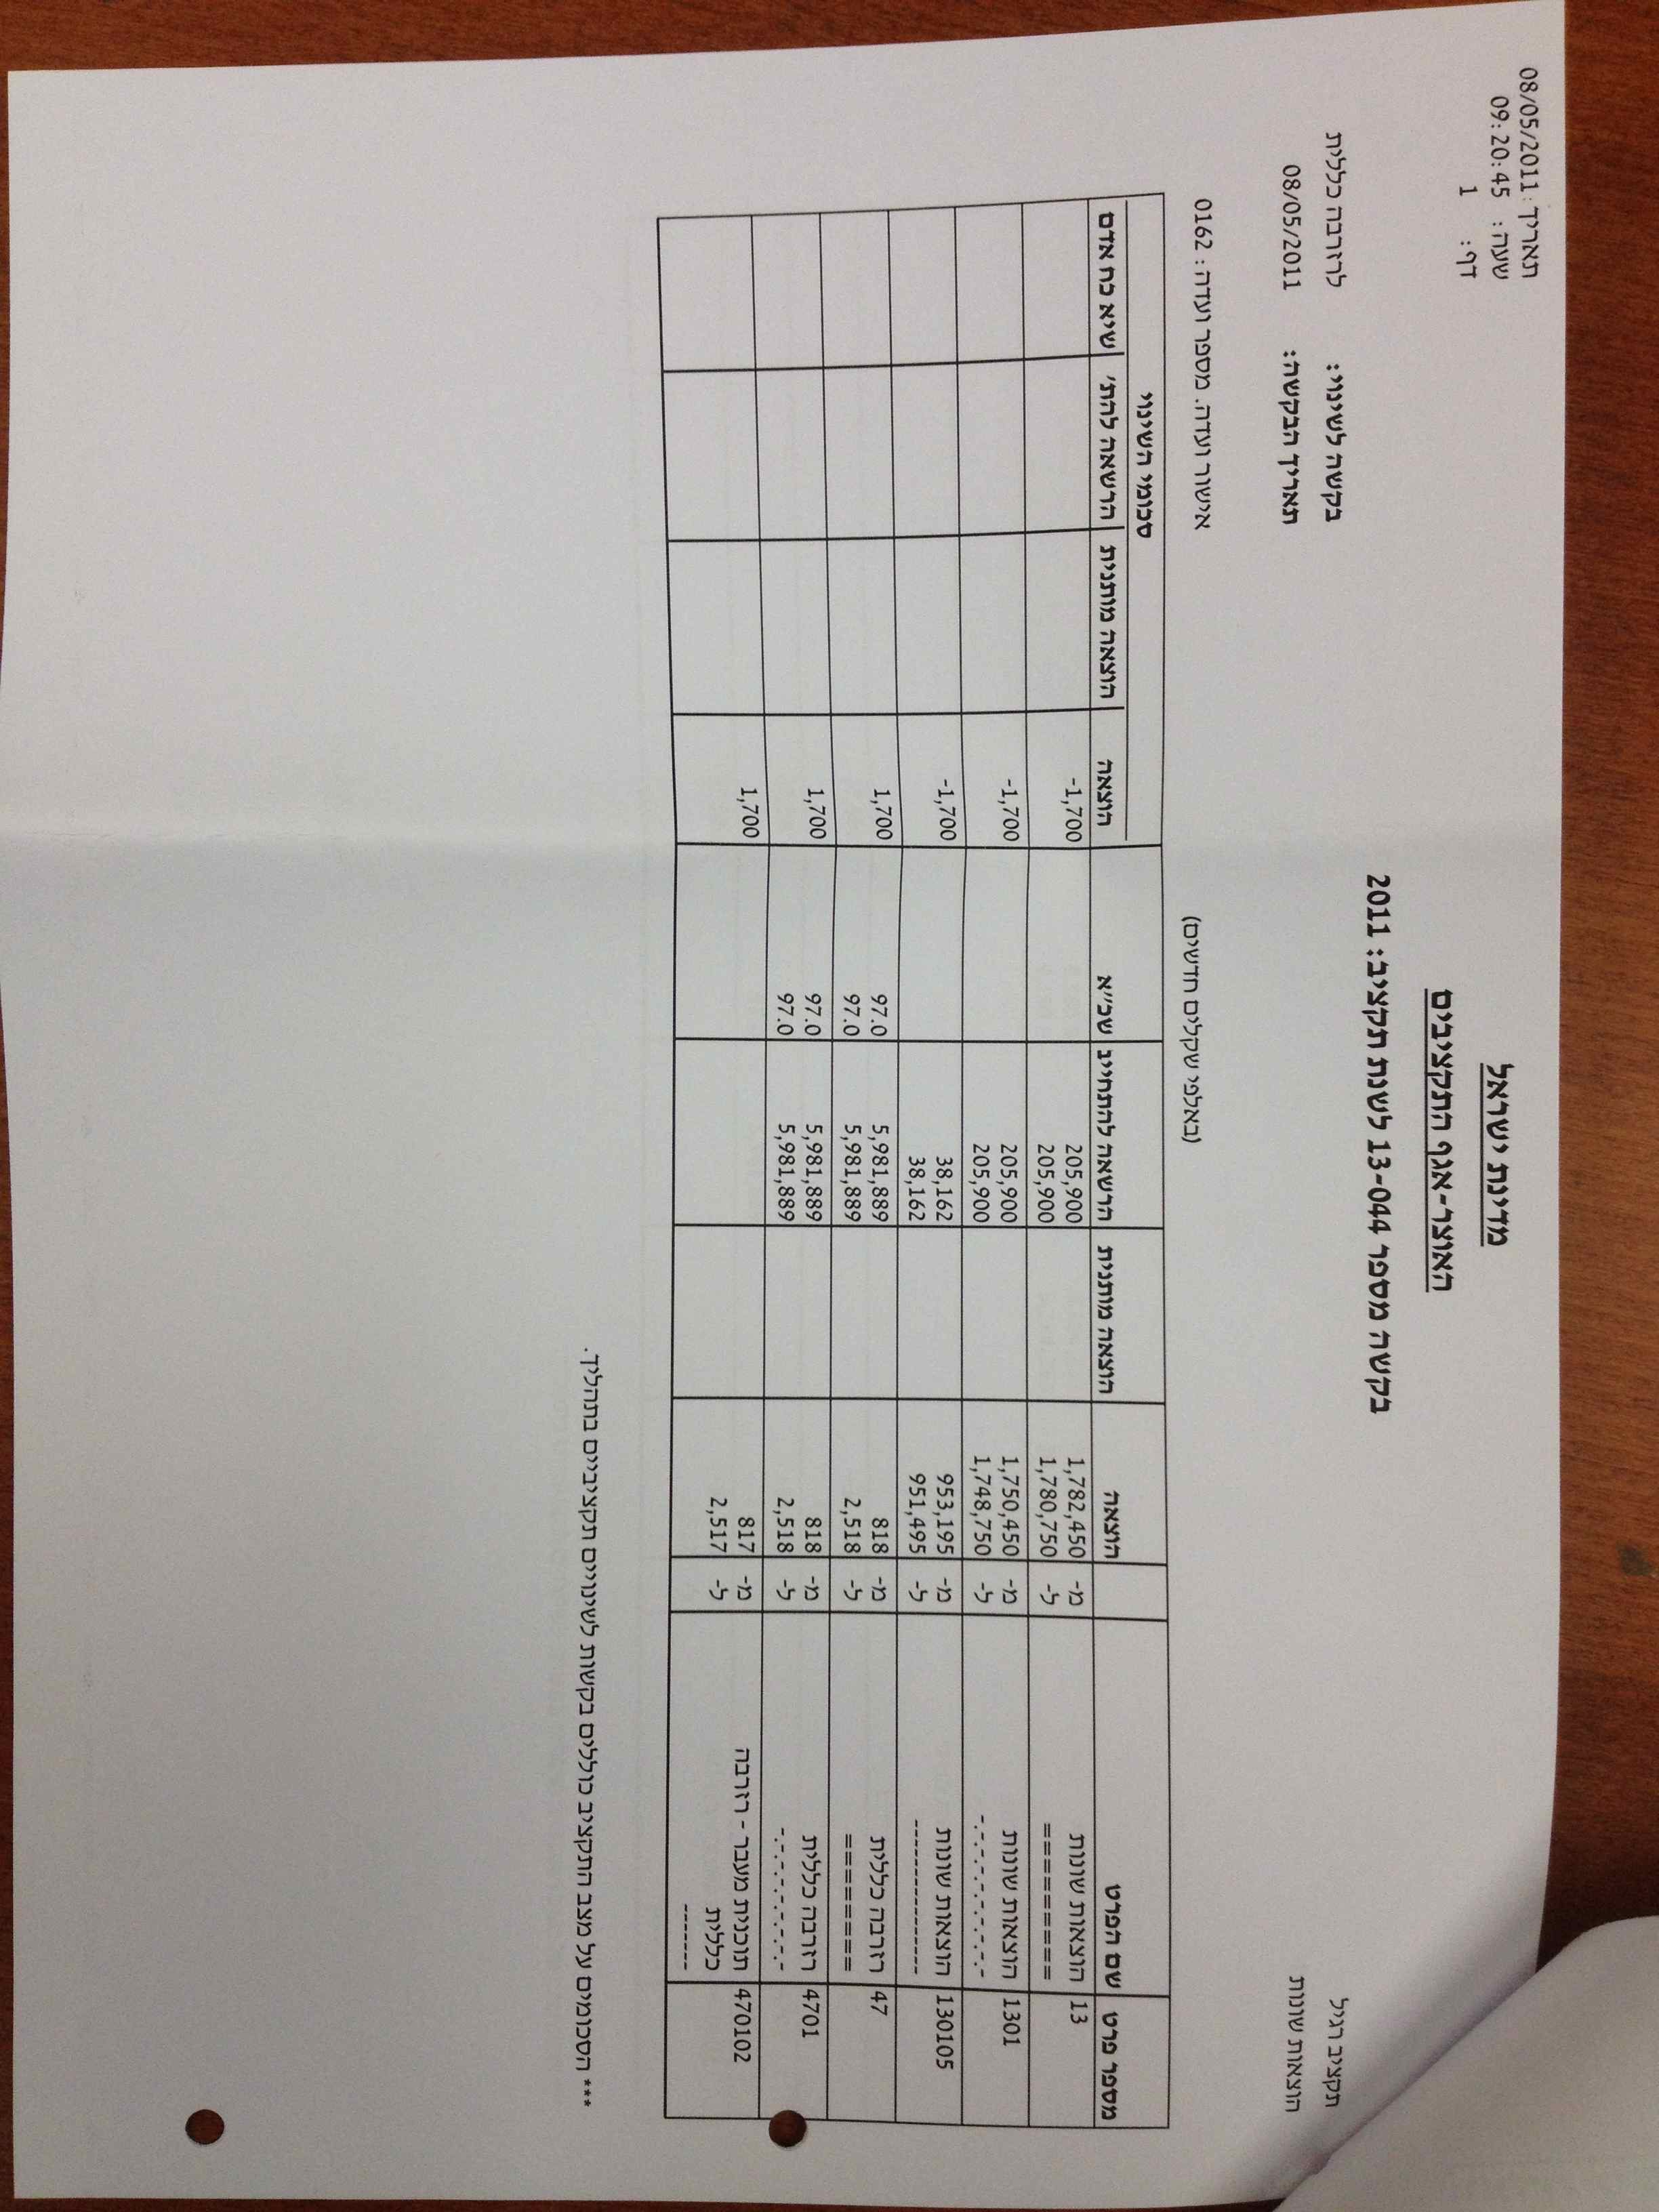 תאריך: 08/05/2011
שעה: 09:20:45
דף: 1
מדינת ישראל
האוצר-אגף התקציבים
בקשה מספר 13-044 לשנת תקציב: 2011
תקציב רגיל
הוצאות שונות
בקשה לשינוי: לרזרבה כללית
תאריך הבקשה: 08/05/2011
אישור ועדה. מספר ועדה: 0162
(באלפי שקלים חדשים)
סכומי השינוי
מספר פרט שם הפרט הוצאה הוצאה מותנית הרשאה להתחייב שכ"א הוצאה הוצאה מותנית הרשאה להת' שיא כח אדם
13 הוצאות שונות מ- 1,782,450 205,900 -1,700
========= ל- 1,780,750 205,900
1301 הוצאות שונות מ- 1,750,450 205,900 -1,700
-.-.-.-.-.-.-.- ל- 1,748,750 205,900
130105 הוצאות שונות מ- 953,195 38,162 -1,700
------------ ל- 951,495 38,162
47 רזרבה כללית מ- 818 5,981,889 97.0 1,700
======== ל- 2,518 5,981,889 97.0
4701 רזרבה כללית מ- 818 5,981,889 97.0 1,700
-.-.-.-.-.-.-.- ל- 2,518 5,981,889 97.0
470102 תוכנית מעבר - רזרבה מ- 817 1,700
כללית ל- 2,517
-------
*** הסכומים על מצב התקציב כוללים בקשות לשינויים תקציביים בתהליך.